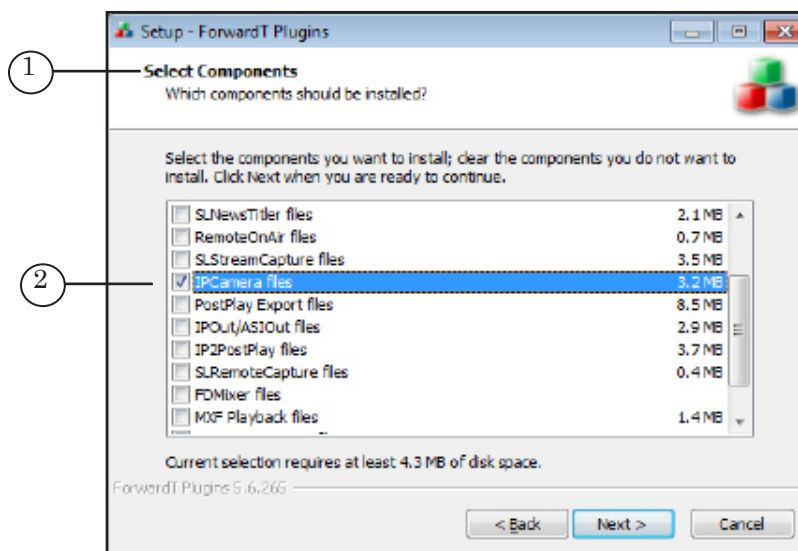 Setup - ForwardT Plugins
1
Select Components
Which components should be installed?
Select the components you want to install; clear the components you do not want to
install. Click Next when you are ready to continue.
SLNewsTitler files 2.1 MB
RemoteOnAir files 0.7 MB
SLStreamCapture files 3.5 MB
2
IPCamera files 3.2 MB
PostPlay Export files 8.5 MB
IPOut/ASIOut files 2.9 MB
IP2PostPlay files 3.7 MB
SLRemoteCapture files 0.4 MB
FDMixer files
MXF Playback files 1.4 MB
Current selection requires at least 4.3 MB of disk space.
ForwardT Plugins 5.6.265
< Back Next > Cancel